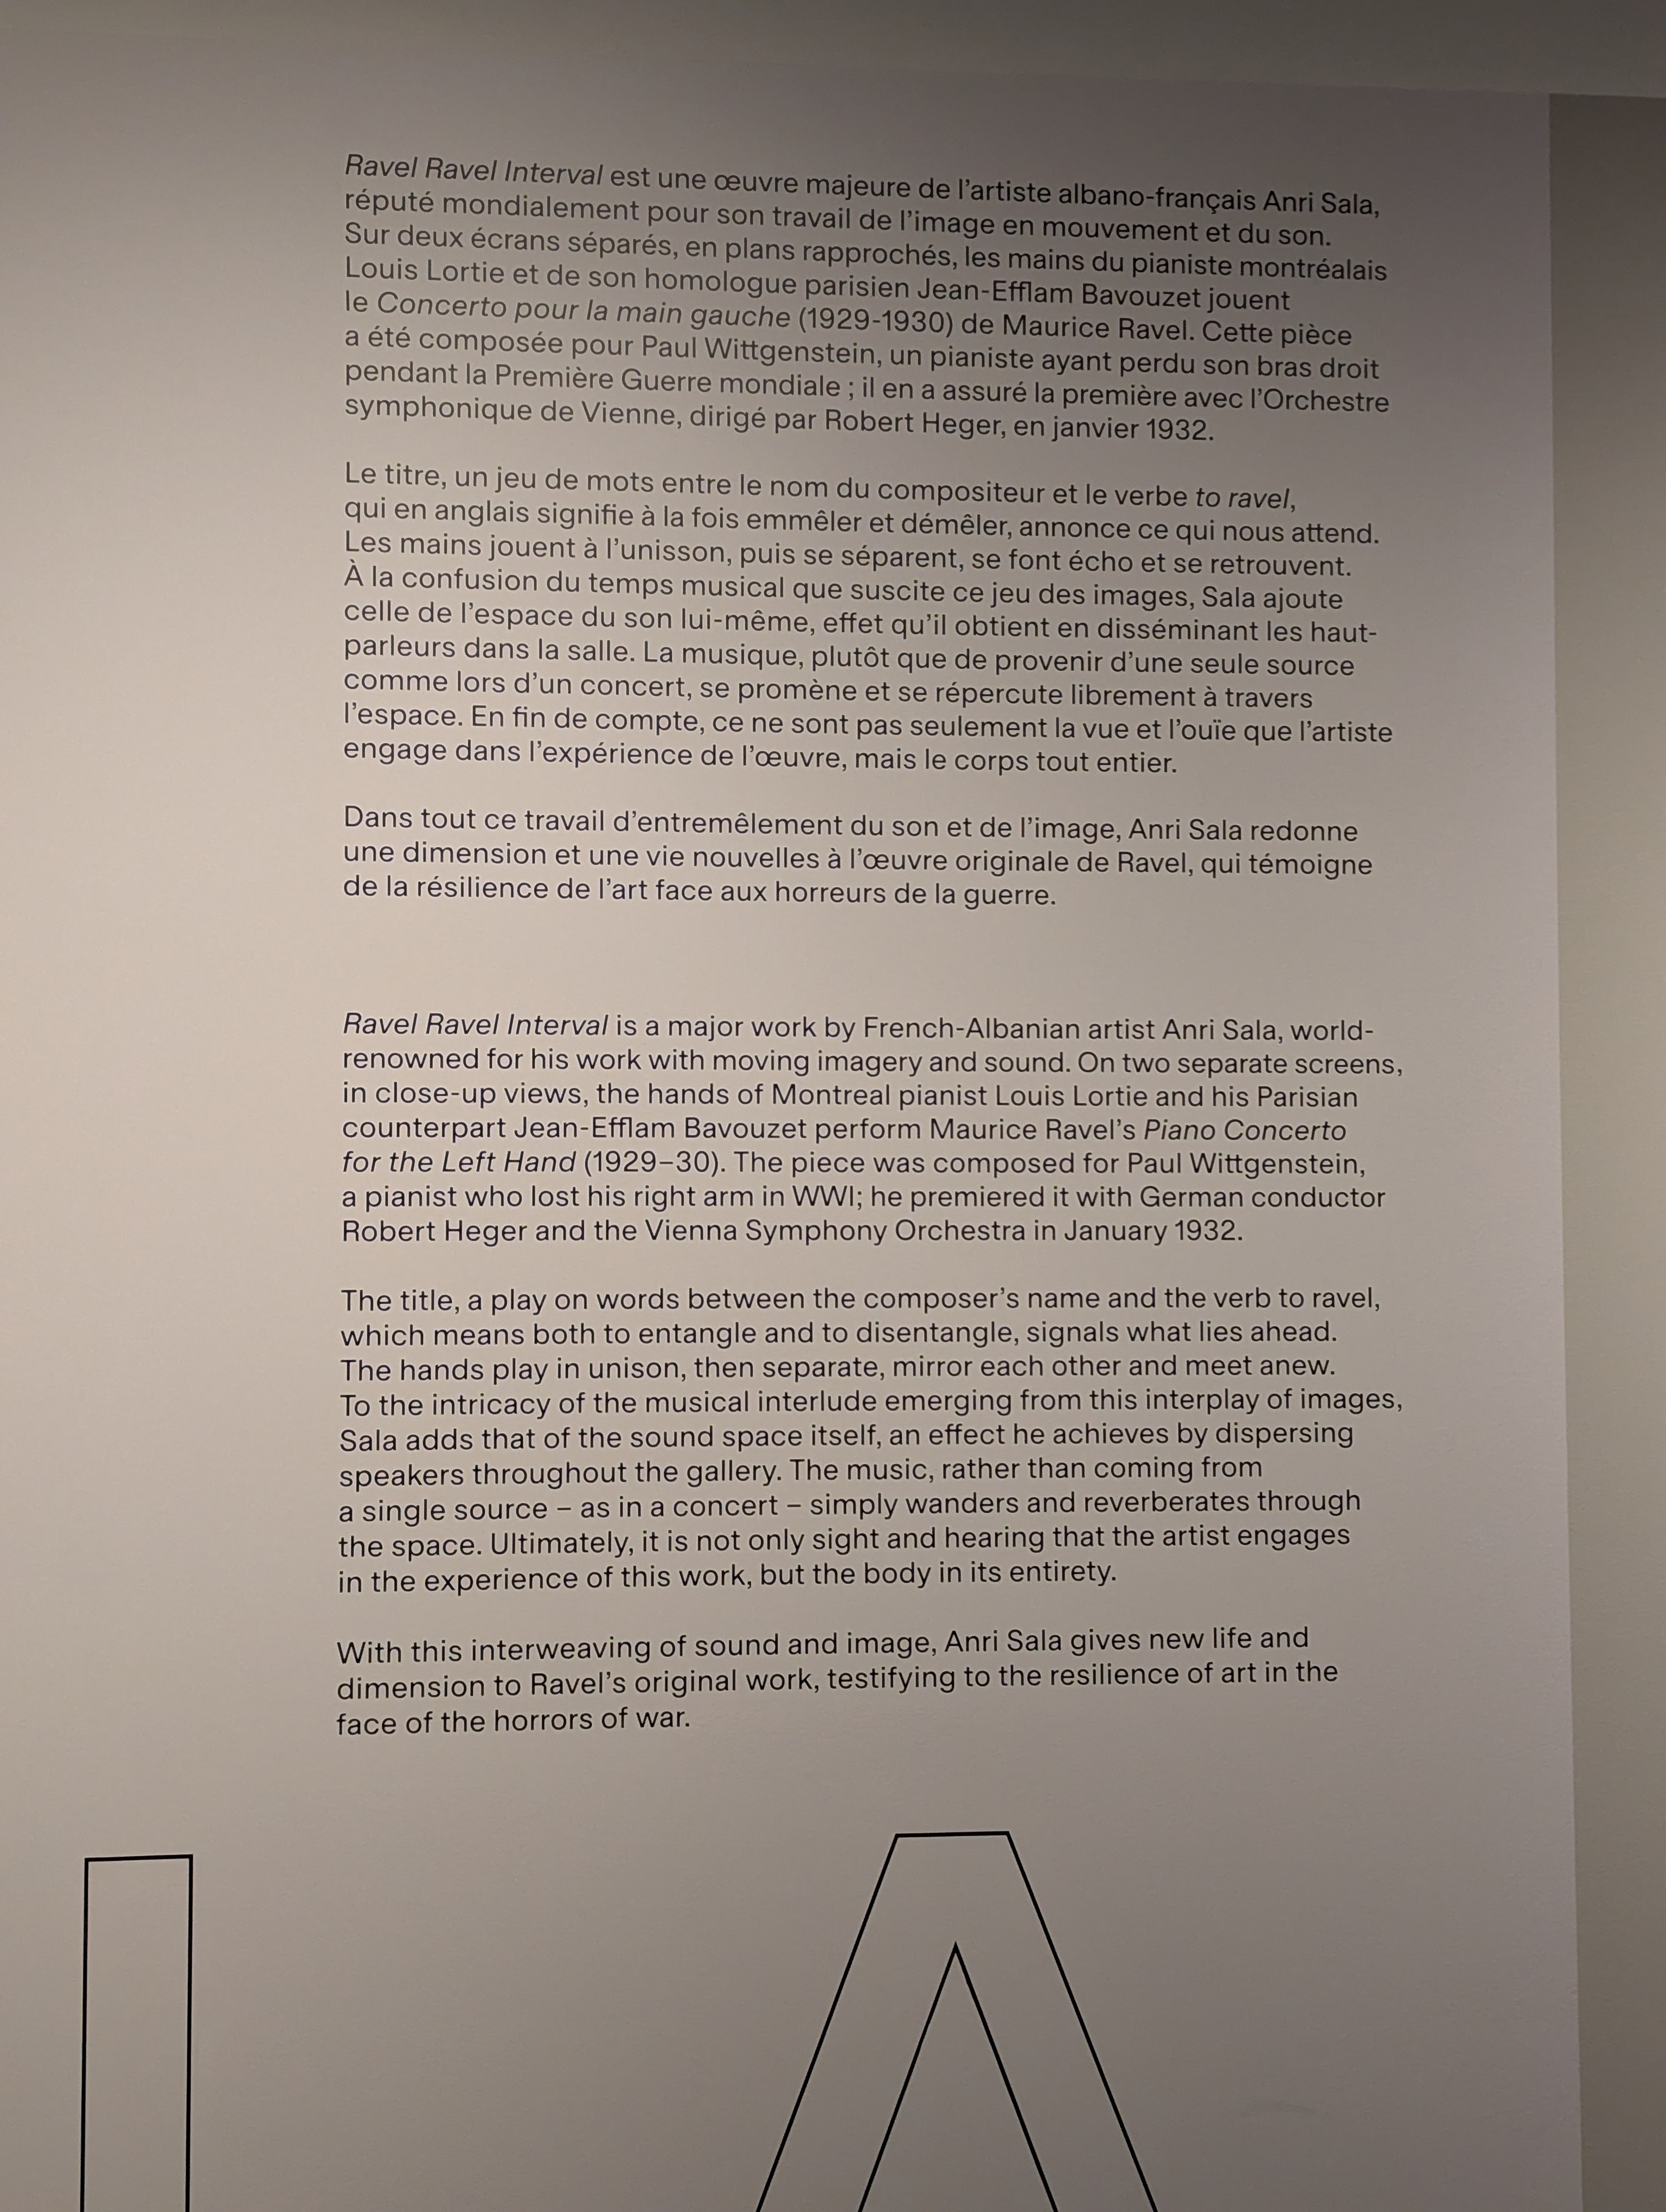 Ravel Ravel Interval est une œuvre majeure de l'artiste albano-français Anri Sala,
réputé mondialement pour son travail de l'image en mouvement et du son.
Sur deux écrans séparés, en plans rapprochés, les mains du pianiste montréalais
Louis Lortie et de son homologue parisien Jean-Efflam Bavouzet jouent
le Concerto pour la main gauche (1929-1930) de Maurice Ravel. Cette pièce
a été composée pour Paul Wittgenstein, un pianiste ayant perdu son bras droit
pendant la Première Guerre mondiale ; il en a assuré la première avec l'Orchestre
symphonique de Vienne, dirigé par Robert Heger, en janvier 1932.
Le titre, un jeu de mots entre le nom du compositeur et le verbe to ravel,
qui en anglais signifie à la fois emmêler et démêler, annonce ce qui nous attend.
Les mains jouent à l'unisson, puis se séparent, se font écho et se retrouvent.
À la confusion du temps musical que suscite ce jeu des images, Sala ajoute
celle de l'espace du son lui-même, effet qu'il obtient en disséminant les haut-
parleurs dans la salle. La musique, plutôt que de provenir d'une seule source
comme lors d'un concert, se promène et se répercute librement à travers
l'espace. En fin de compte, ce ne sont pas seulement la vue et l'ouïe que l'artiste
engage dans l'expérience de l'œuvre, mais le corps tout entier.
Dans tout ce travail d'entremêlement du son et de l'image, Anri Sala redonne
une dimension et une vie nouvelles à l'œuvre originale de Ravel, qui témoigne
de la résilience de l'art face aux horreurs de la guerre.
Ravel Ravel Interval is a major work by French-Albanian artist Anri Sala, world-
renowned for his work with moving imagery and sound. On two separate screens,
in close-up views, the hands of Montreal pianist Louis Lortie and his Parisian
counterpart Jean-Efflam Bavouzet perform Maurice Ravel's Piano Concerto
for the Left Hand (1929–30). The piece was composed for Paul Wittgenstein,
a pianist who lost his right arm in WWI; he premiered it with German conductor
Robert Heger and the Vienna Symphony Orchestra in January 1932.
The title, a play on words between the composer's name and the verb to ravel,
which means both to entangle and to disentangle, signals what lies ahead.
The hands play in unison, then separate, mirror each other and meet anew.
To the intricacy of the musical interlude emerging from this interplay of images,
Sala adds that of the sound space itself, an effect he achieves by dispersing
speakers throughout the gallery. The music, rather than coming from
a single source – as in a concert – simply wanders and reverberates through
the space. Ultimately, it is not only sight and hearing that the artist engages
in the experience of this work, but the body in its entirety.
With this interweaving of sound and image, Anri Sala gives new life and
dimension to Ravel's original work, testifying to the resilience of art in the
face of the horrors of war.
A